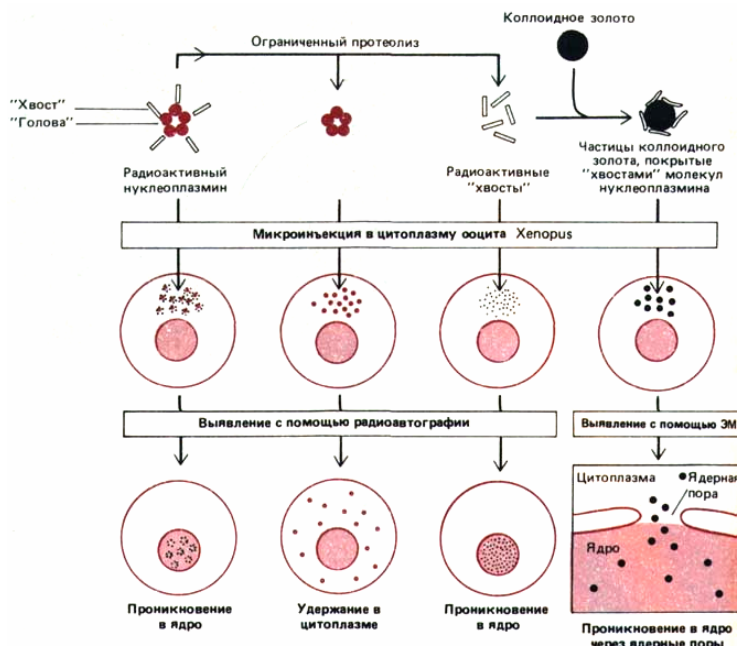 Коллоидное золото
Ограниченный протеолиз
"Хвост"
"Голова"
Радиоактивный
нуклеоплазмин
Радиоактивные
"хвосты"
Частицы коллоидного
золота, покрытые
"хвостами" молекул
нуклеоплазмина
Микроинъекция в цитоплазму ооцита Xenopus
Выявление с помощью радиоавтографии
Выявление с помощью ЭМ
Цитоплазма
Ядерная
пора
Ядро
Проникновение
в ядро
Удержание в
цитоплазме
Проникновение
в ядро
Проникновение в ядро
через ядерные поры